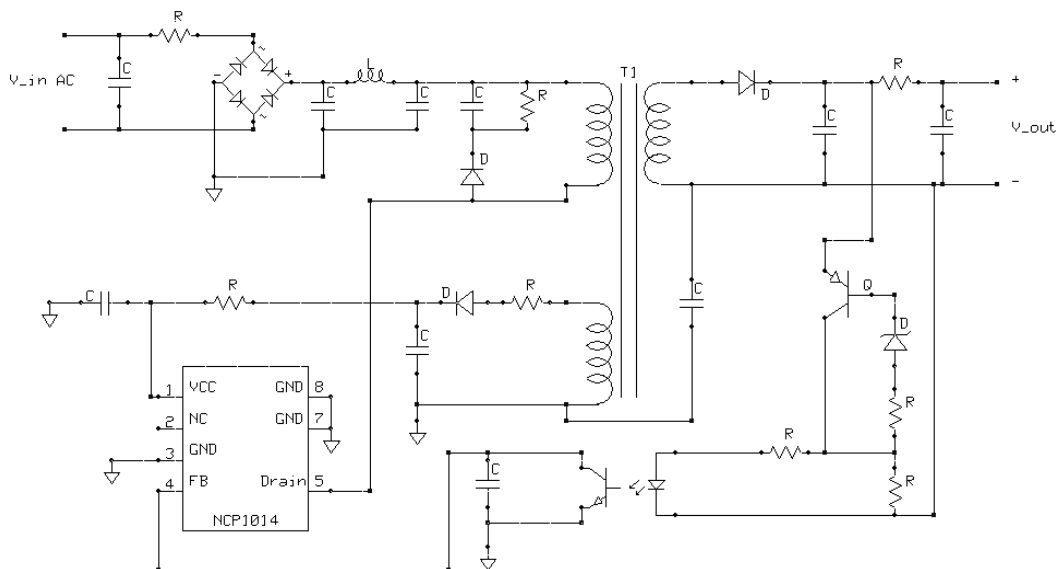 R
~
V_in AC
C
- +
~
C
L
C
C
R
T1
D
D
C
R
C
+
V_out
-
C
R
D
R
C
C
Q
D
R
R
R
1 VCC GND 8
2 NC GND 7
3 GND
4 FB Drain 5
NCP1014
C